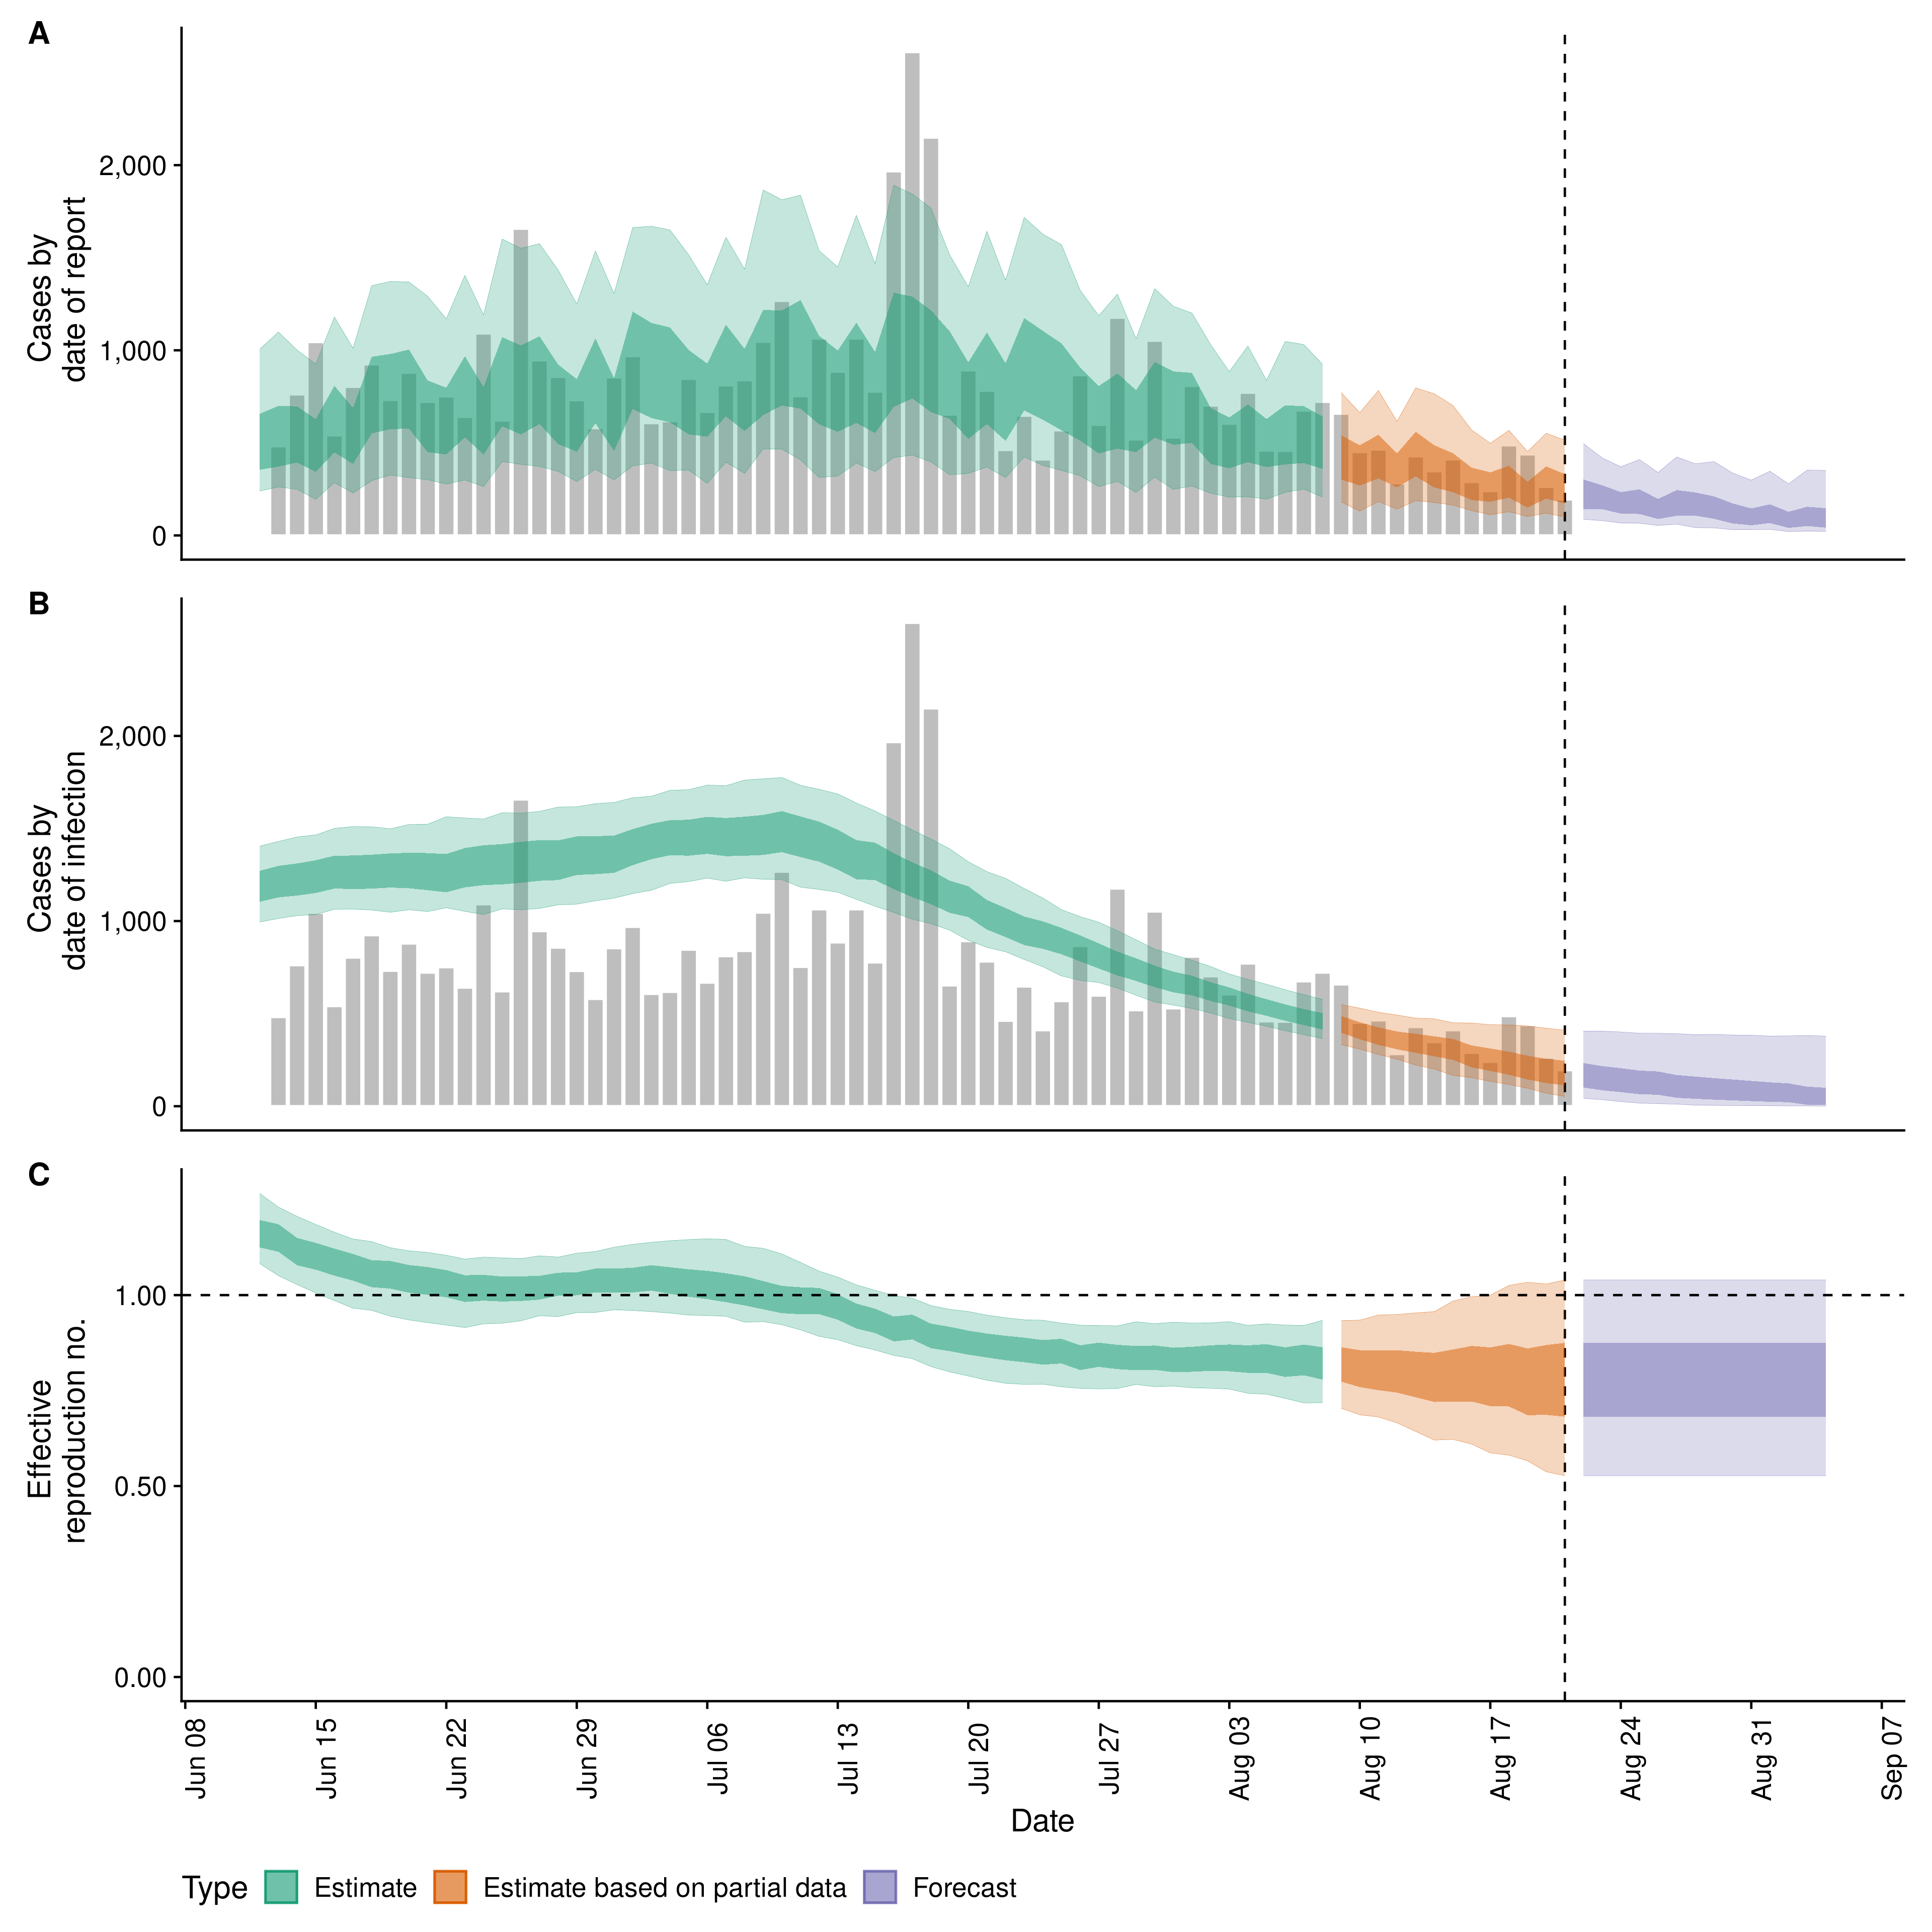 A
Cases by
date of report
2,000
1,000
0
B
Cases by
date of infection
2,000
1,000
0
C
Effective
reproduction no.
1.00
0.50
0.00
Jun 08
Jun 15
Jun 22
Jun 29
Jul 06
Jul 13
Jul 20
Jul 27
Aug 03
Aug 10
Aug 17
Aug 24
Aug 31
Sep 07
Date
Type Estimate Estimate based on partial data Forecast